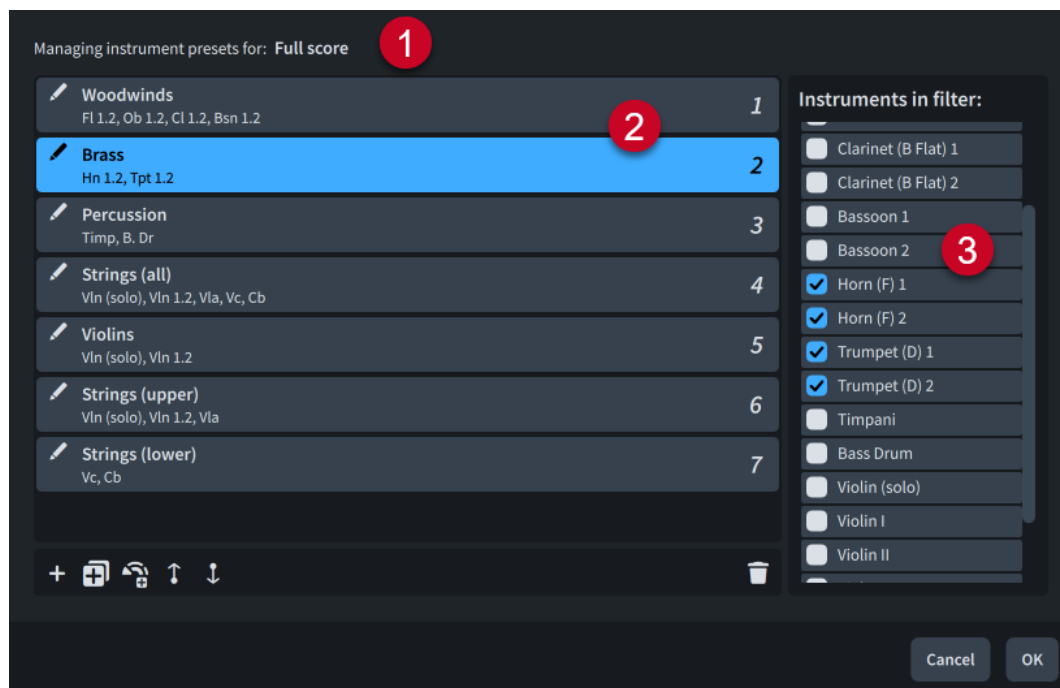 Managing instrument presets for: Full score
1
Woodwinds
Fl 1.2, Ob 1.2, Cl 1.2, Bsn 1.2
1
2
Brass
Hn 1.2, Tpt 1.2
2
Percussion
Timp, B. Dr
3
Strings (all)
Vln (solo), Vln 1.2, Vla, Vc, Cb
4
Violins
Vln (solo), Vln 1.2
5
Strings (upper)
Vln (solo), Vln 1.2, Vla
6
Strings (lower)
Vc, Cb
7
Instruments in filter:
Clarinet (B Flat) 1
Clarinet (B Flat) 2
Bassoon 1
Bassoon 2
3
Horn (F) 1
Horn (F) 2
Trumpet (D) 1
Trumpet (D) 2
Timpani
Bass Drum
Violin (solo)
Violin I
Violin II
Cancel
OK